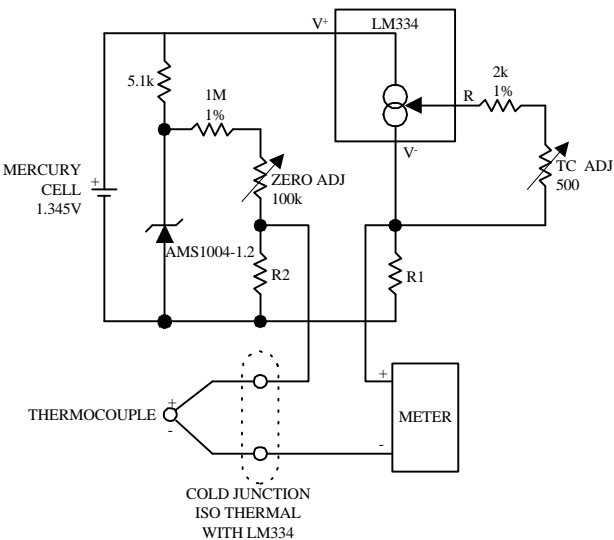 V+
LM334
5.1k
1M
1%
R
2k
1%
V-
MERCURY
CELL
1.345V
+
ZERO ADJ
100k
TC ADJ
500
AMS1004-1.2
R2
R1
+
THERMOCOUPLE
+
-
METER
-
COLD JUNCTION
ISO THERMAL
WITH LM334